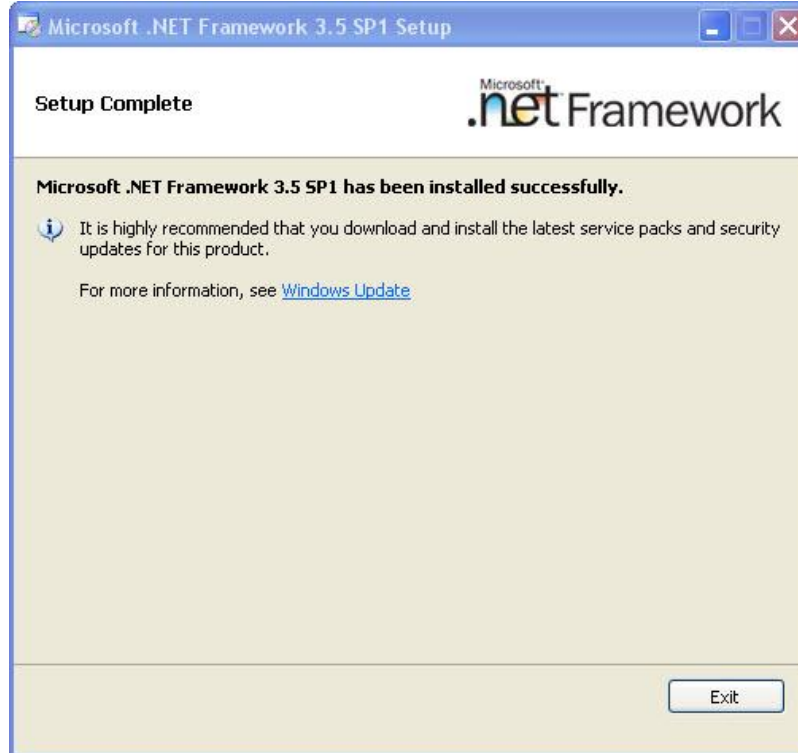 Microsoft .NET Framework 3.5 SP1 Setup
Setup Complete
Microsoft
.net Framework
Microsoft .NET Framework 3.5 SP1 has been installed successfully.
It is highly recommended that you download and install the latest service packs and security
updates for this product.
For more information, see Windows Update
Exit